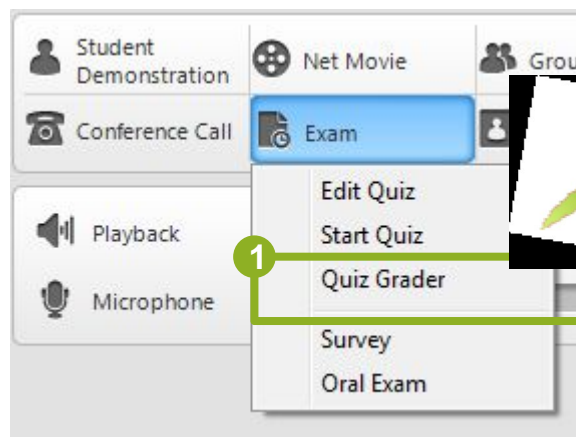 Student
Demonstration
Net Movie
Grou
Conference Call
Exam
Edit Quiz
Start Quiz
Quiz Grader
Survey
Oral Exam
Playback
Microphone
1